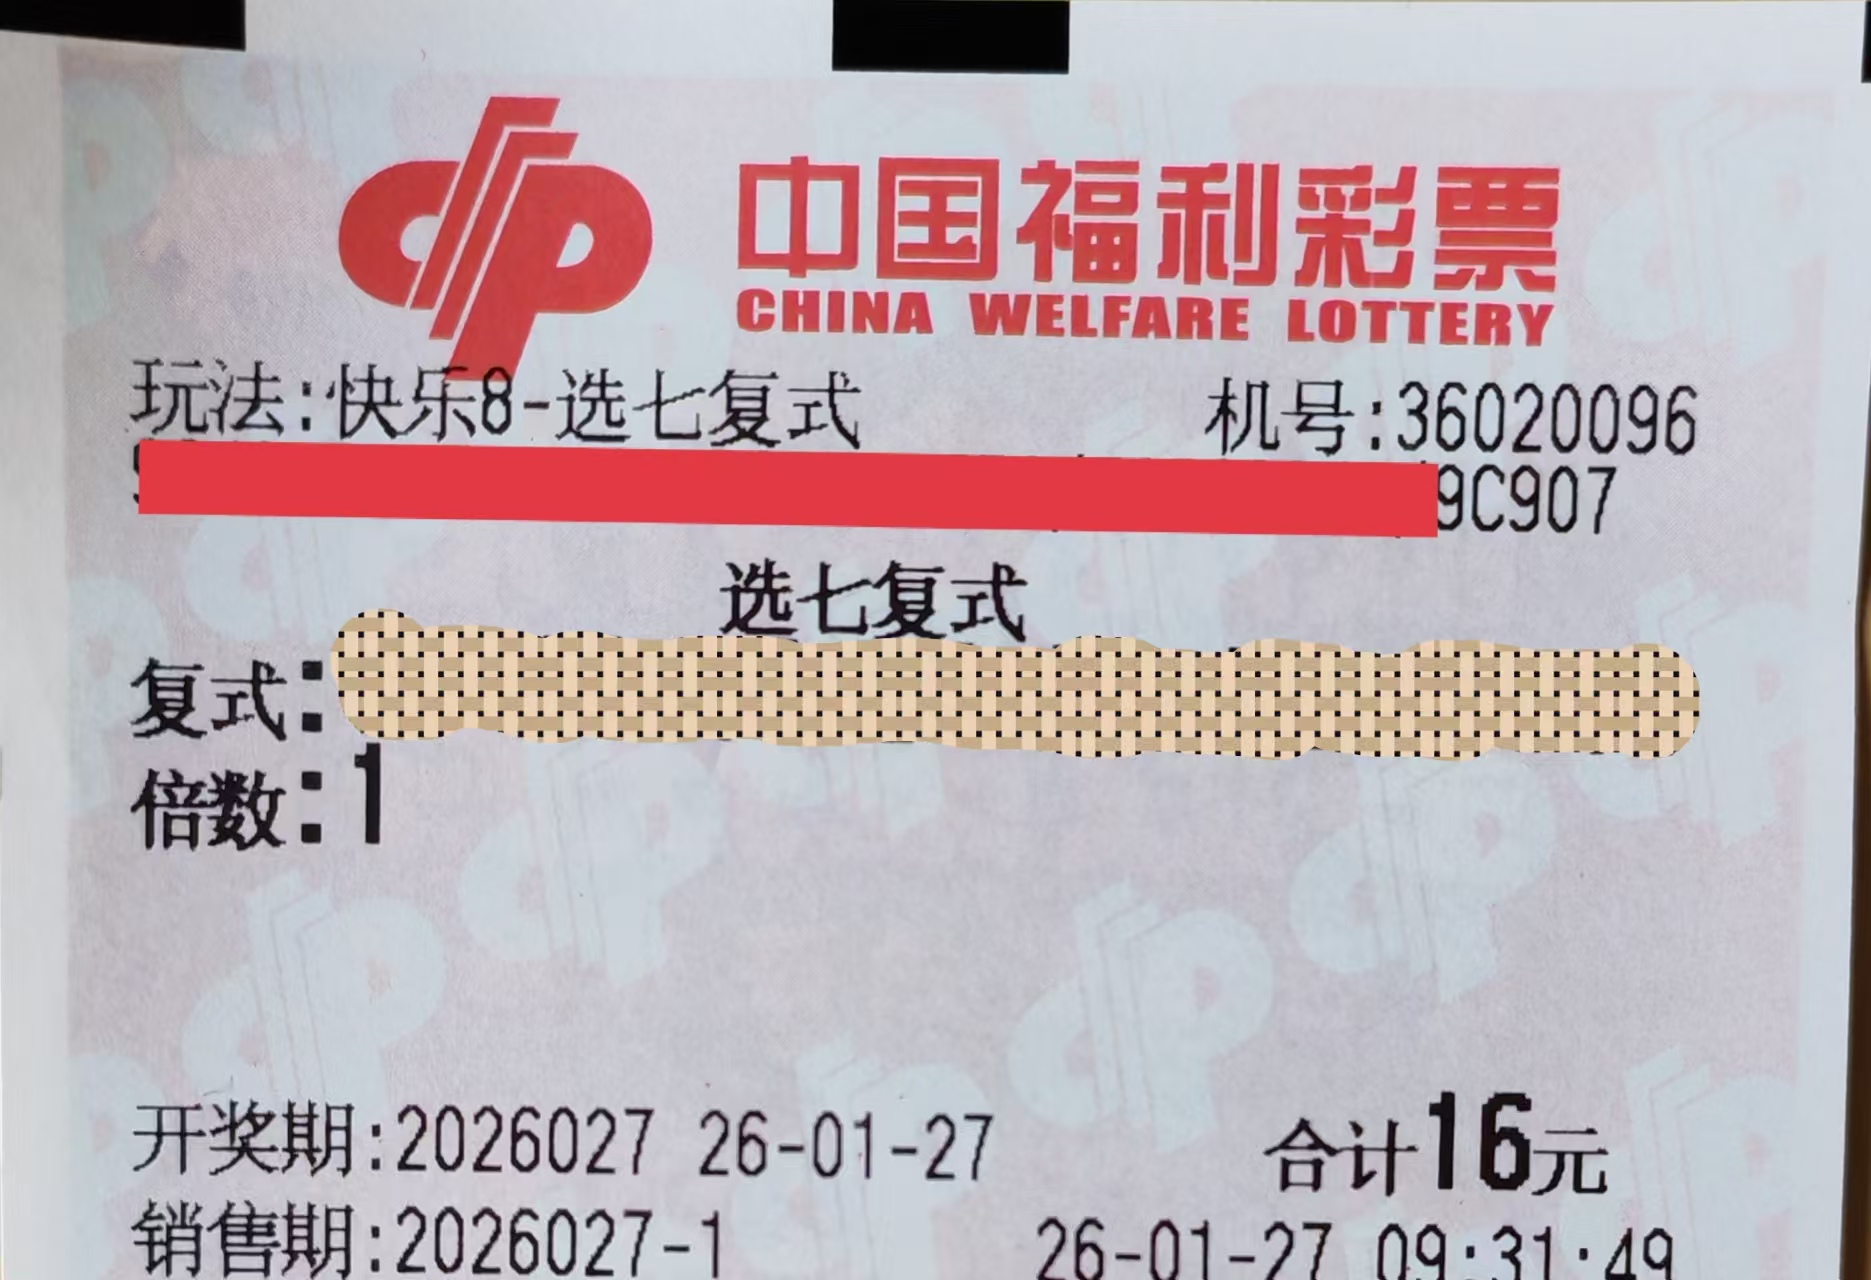 中国福利彩票
CHINA WELFARE LOTTERY
玩法:快乐8-选七复式 机号:36020096
9C907
选七复式
复式:
倍数:1
开奖期:2026027 26-01-27 合计16元
销售期:2026027-1 26-01-27 09:31:49